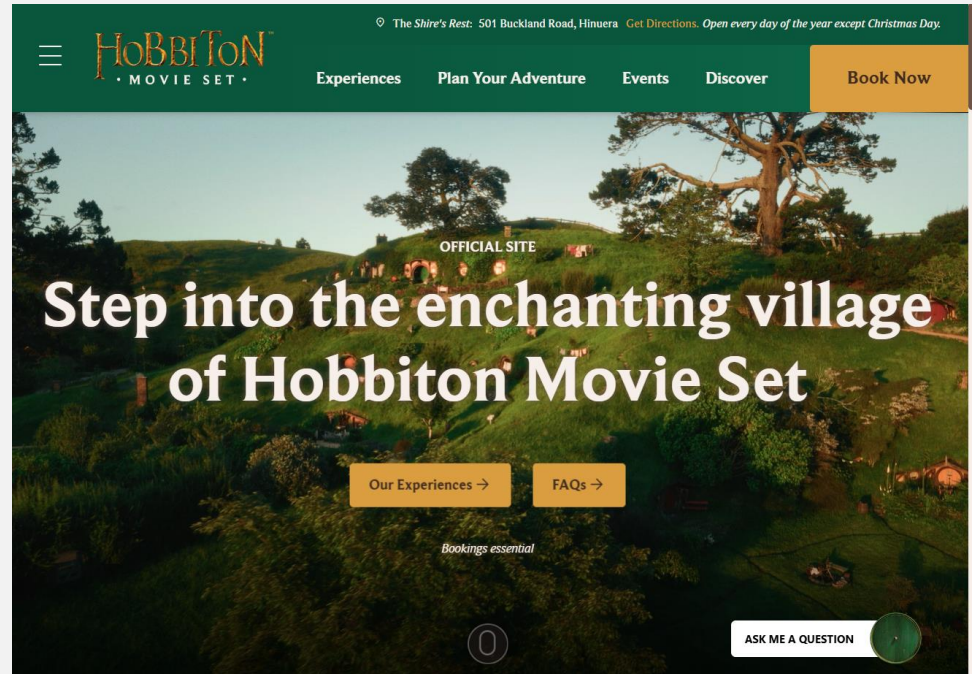 The Shire's Rest: 501 Buckland Road, Hinuera Get Directions. Open every day of the year except Christmas Day.
HOBBITON™
· MOVIE SET ·
Experiences Plan Your Adventure Events Discover Book Now
OFFICIAL SITE
Step into the enchanting village
of Hobbiton Movie Set
Our Experiences → FAQs →
Bookings essential
ASK ME A QUESTION